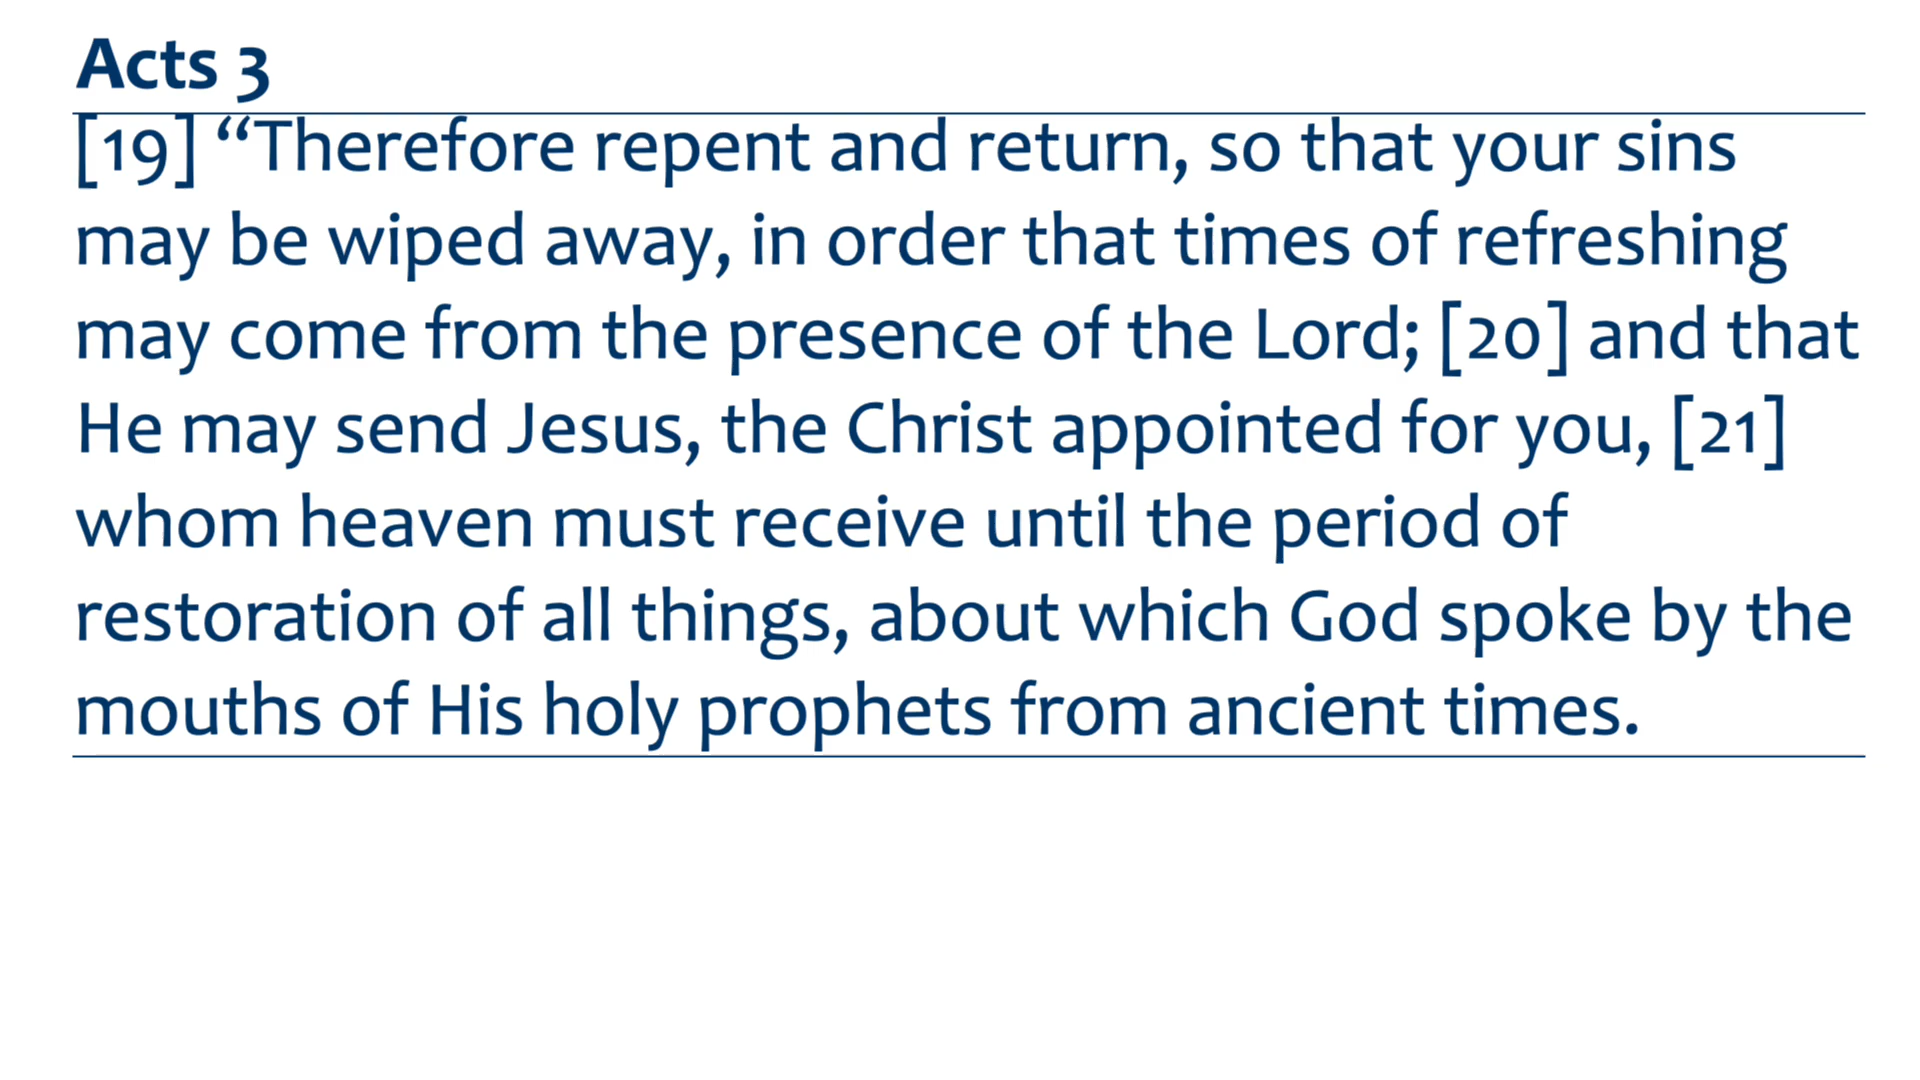 Acts 3
[19] “Therefore repent and return, so that your sins
may be wiped away, in order that times of refreshing
may come from the presence of the Lord; [20] and that
He may send Jesus, the Christ appointed for you, [21]
whom heaven must receive until the period of
restoration of all things, about which God spoke by the
mouths of His holy prophets from ancient times.